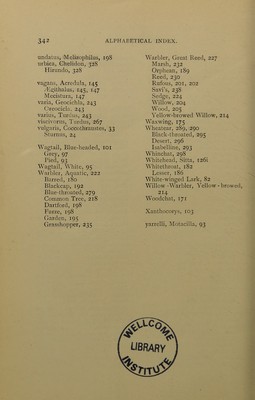 342 ALPHABETICAL INDEX.
undatus, Melizophilus, 198
urbica, Chelidon, 328
Hirundo, 328
vagans, Acredula, 145
Ægithalus, 145, 147
Mecistura, 147
varia, Geocichla, 243
Oreocicla, 243
varius, Turdus, 243
viscivorus, Turdus, 267
vulgaris, Coccothraustes, 33
Sturnus, 24
Wagtail, Blue-headed, 101
Grey, 97
Pied, 93
Wagtail, White, 95
Warbler, Aquatic, 222
Barred, 180
Blackcap, 192
Blue-throated, 279
Common Tree, 218
Dartford, 198
Fauve, 198
Garden, 195
Grasshopper, 235
Warbler, Great Reed, 227
Marsh, 232
Orphean, 189
Reed, 230
Rufous, 201, 202
Savi's, 238
Sedge, 224
Willow, 204
Wood, 205
Yellow-browed Willow, 214
Waxwing, 175
Wheatear, 289, 290
Black-throated, 295
Desert, 296
Isabelline, 293
Whinchat, 298
Whitehead, Sitta, 126
Whitethroat, 182
Lesser, 186
White-winged Lark, 82
Willow-Warbler, Yellow-browed,
214
Woodchat, 171
Xanthocorys, 103
yarrelli, Motacilla, 93
WELLCOME
LIBRARY
INSTITUTE